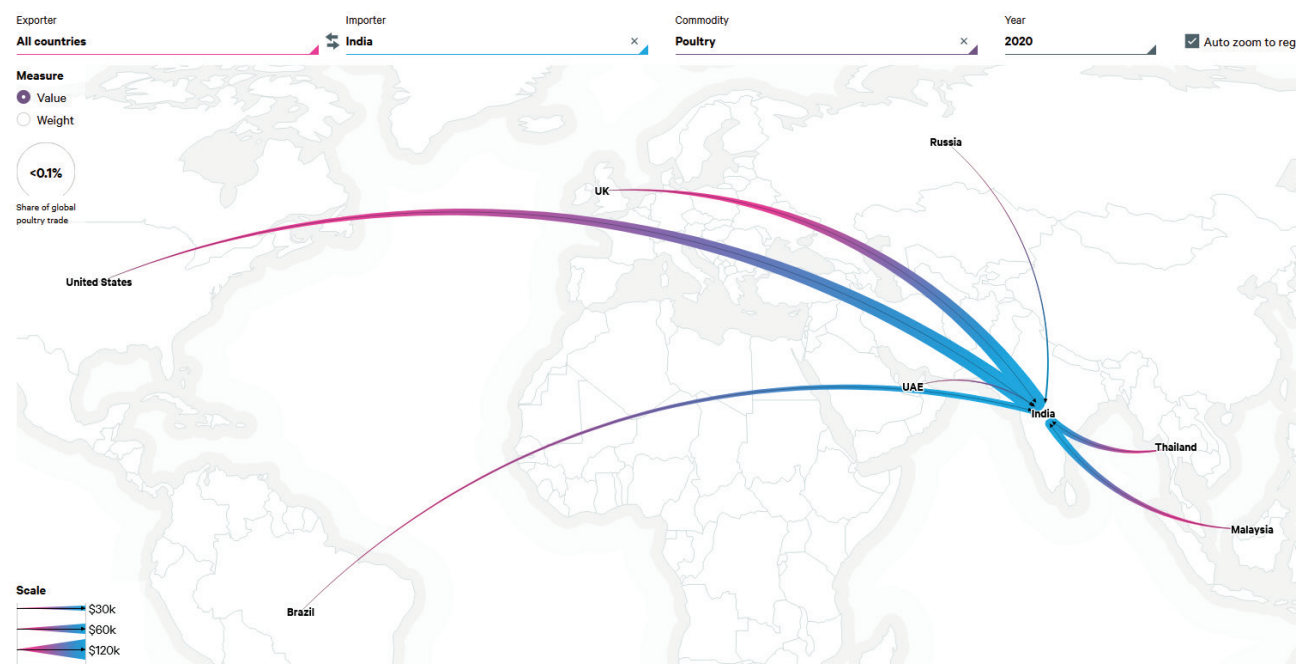 Exporter
All countries
Importer
India
Commodity
Poultry
Year
2020
Auto zoom to reg
Measure
Value
Weight
<0.1%
Share of global
poultry trade
Russia
UK
United States
UAE
India
Thailand
Malaysia
Brazil
Scale
$30k
$60k
$120k